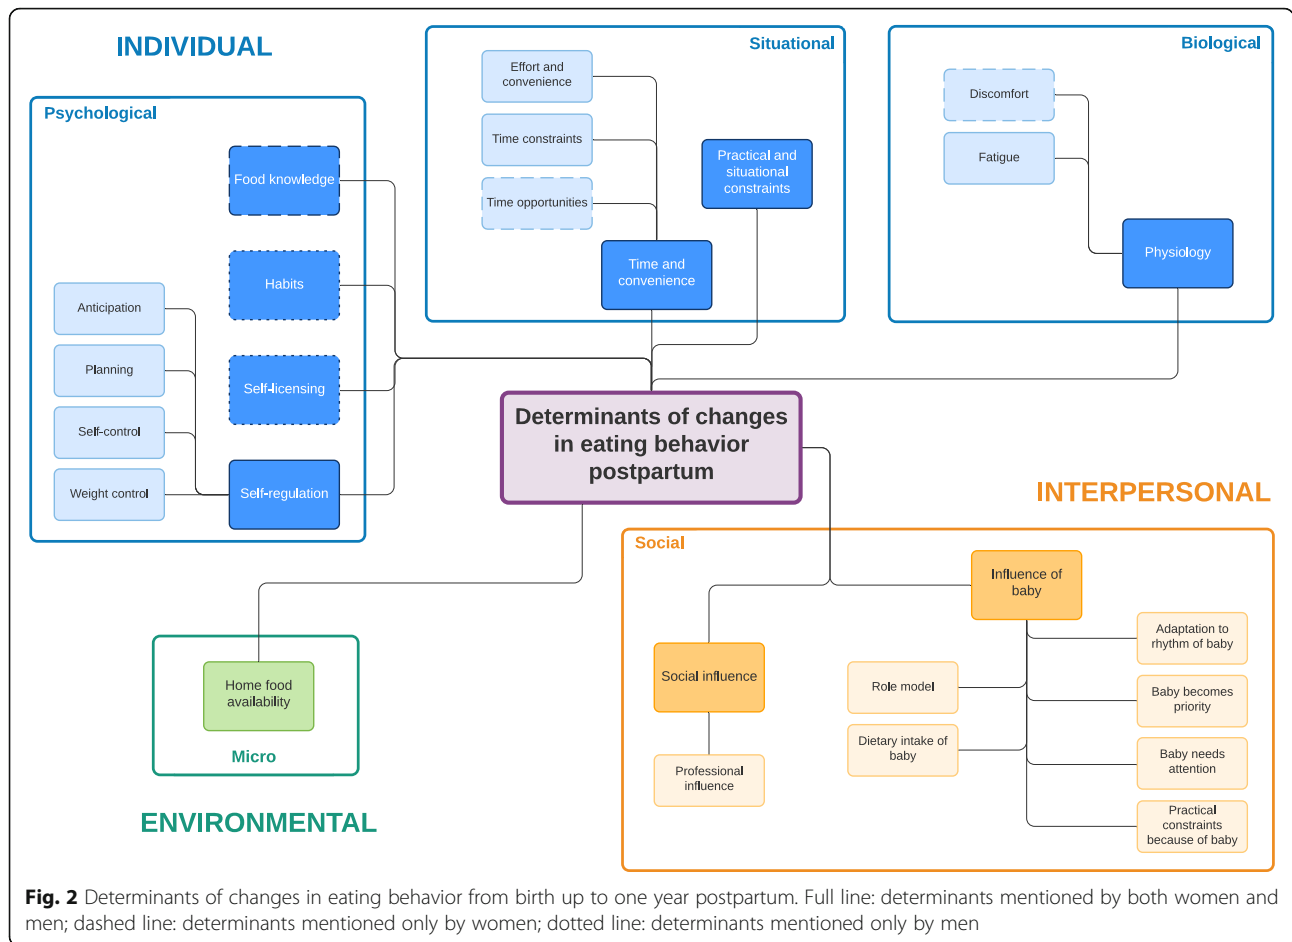 INDIVIDUAL
Psychological
Food knowledge
Habits
Self-licensing
Self-regulation
Anticipation
Planning
Self-control
Weight control
Situational
Effort and
convenience
Time constraints
Time opportunities
Practical and
situational
constraints
Time and
convenience
Biological
Discomfort
Fatigue
Physiology
Determinants of changes
in eating behavior
postpartum
INTERPERSONAL
Social
Influence of
baby
Social influence
Professional
influence
Role model
Dietary intake of
baby
Adaptation to
rhythm of baby
Baby becomes
priority
Baby needs
attention
Practical
constraints
because of baby
Home food
availability
Micro
ENVIRONMENTAL
Fig. 2 Determinants of changes in eating behavior from birth up to one year postpartum. Full line: determinants mentioned by both women and
men; dashed line: determinants mentioned only by women; dotted line: determinants mentioned only by men